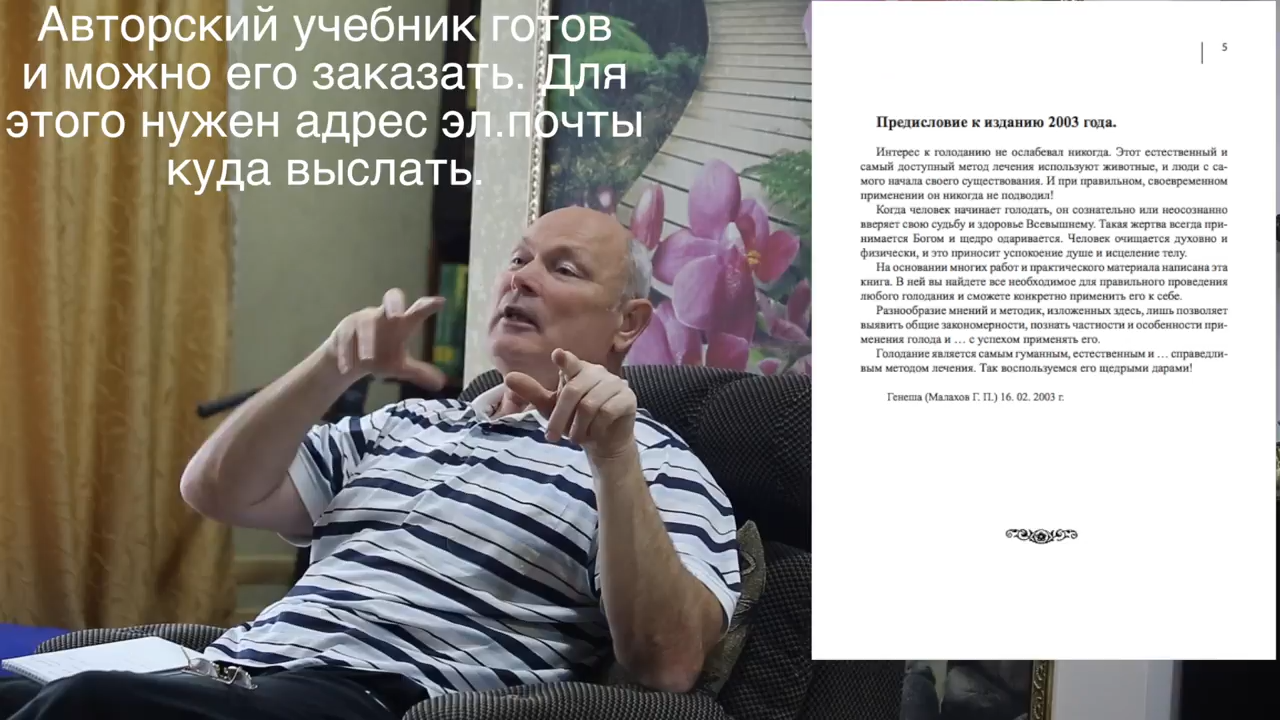 Авторский учебник готов
и можно его заказать. Для
этого нужен адрес эл.почты
куда выслать.
5
Предисловие к изданию 2003 года.
Интерес к голоданию не ослабевал никогда. Этот естественный и
самый доступный метод лечения используют животные, и люди с са-
мого начала своего существования. И при правильном, своевременном
применении он никогда не подводил!
Когда человек начинает голодать, он сознательно или неосознанно
вверяет свою судьбу и здоровье Всевышнему. Такая жертва всегда при-
нимается Богом и щедро одаривается. Человек очищается духовно и
физически, и это приносит успокоение душе и исцеление телу.
На основании многих работ и практического материала написана эта
книга. В ней вы найдете все необходимое для правильного проведения
любого голодания и сможете конкретно применить его к себе.
Разнообразие мнений и методик, изложенных здесь, лишь позволяет
выявить общие закономерности, познать частности и особенности при-
менения голода и … с успехом применять его.
Голодание является самым гуманным, естественным и … справедли-
вым методом лечения. Так воспользуемся его щедрыми дарами!
Генеша (Малахов Г. П.) 16. 02. 2003 г.